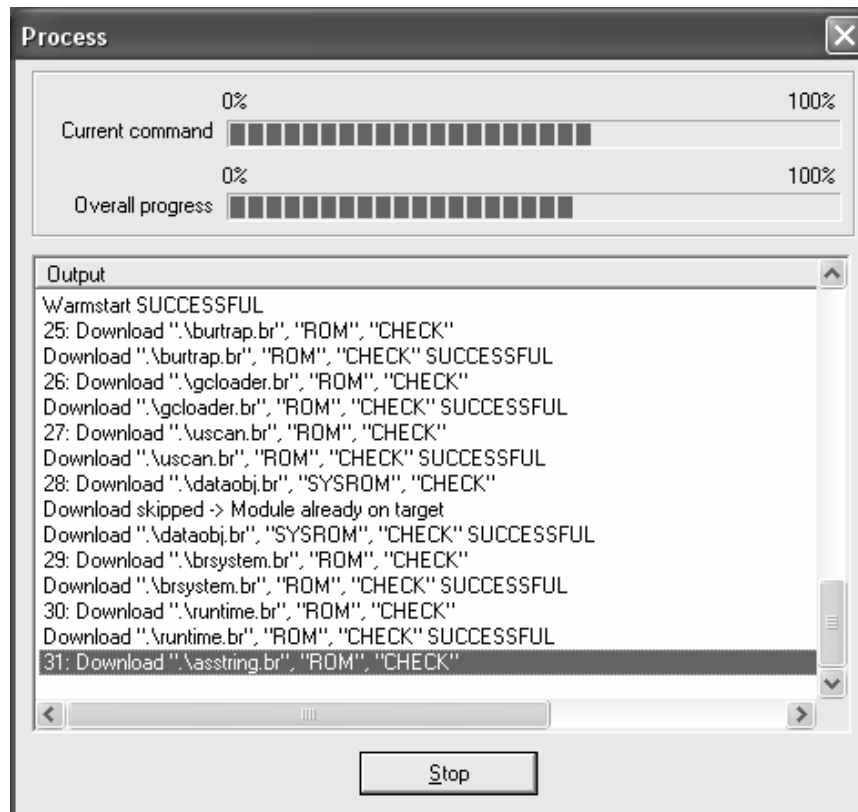 Process
0% 100%
Current command
0% 100%
Overall progress
Output
Warmstart SUCCESSFUL
25: Download ".\burtrap.br", "ROM", "CHECK"
Download ".\burtrap.br", "ROM", "CHECK" SUCCESSFUL
26: Download ".\gcloader.br", "ROM", "CHECK"
Download ".\gcloader.br", "ROM", "CHECK" SUCCESSFUL
27: Download ".\uscan.br", "ROM", "CHECK"
Download ".\uscan.br", "ROM", "CHECK" SUCCESSFUL
28: Download ".\dataobj.br", "SYSROM", "CHECK"
Download skipped -> Module already on target
Download ".\dataobj.br", "SYSROM", "CHECK" SUCCESSFUL
29: Download ".\brsystem.br", "ROM", "CHECK"
Download ".\brsystem.br", "ROM", "CHECK" SUCCESSFUL
30: Download ".\runtime.br", "ROM", "CHECK"
Download ".\runtime.br", "ROM", "CHECK" SUCCESSFUL
31: Download ".\asstring.br", "ROM", "CHECK"
Stop